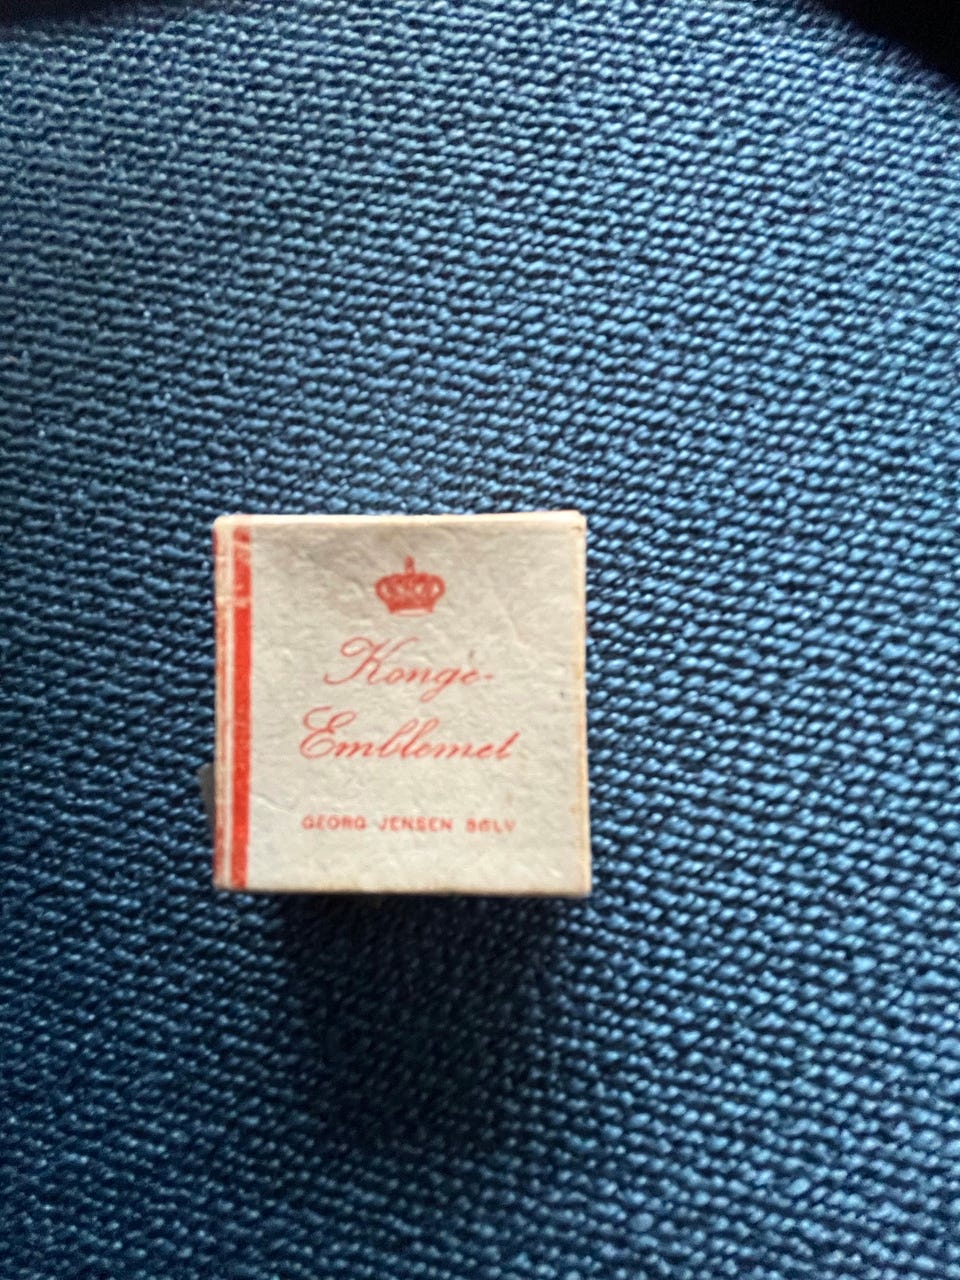 Konge-
Emblemet
GEORG JENSEN SØLV